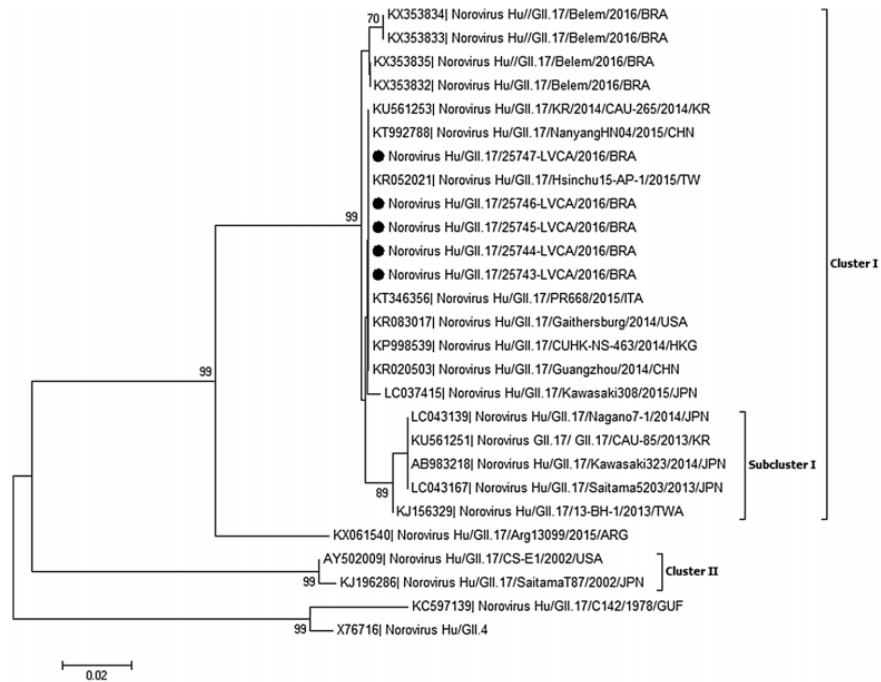 70
KX353834| Norovirus Hu//GII.17/Belem/2016/BRA
KX353833| Norovirus Hu//GII.17/Belem/2016/BRA
KX353835| Norovirus Hu//GII.17/Belem/2016/BRA
KX353832| Norovirus Hu/GII.17/Belem/2016/BRA
KU561253| Norovirus Hu/GII.17/KR/2014/CAU-265/2014/KR
KT992788| Norovirus Hu/GII.17/NanyangHN04/2015/CHN
Norovirus Hu/GII.17/25747-LVCA/2016/BRA
KR052021| Norovirus Hu/GII.17/Hsinchu15-AP-1/2015/TW
Norovirus Hu/GII.17/25746-LVCA/2016/BRA
99
Norovirus Hu/GII.17/25745-LVCA/2016/BRA
Norovirus Hu/GII.17/25744-LVCA/2016/BRA
Cluster I
Norovirus Hu/GII.17/25743-LVCA/2016/BRA
KT346356| Norovirus Hu/GII.17/PR668/2015/ITA
KR083017| Norovirus Hu/GII.17/Gaithersburg/2014/USA
KP998539| Norovirus Hu/GII.17/CUHK-NS-463/2014/HKG
99
KR020503| Norovirus Hu/GII.17/Guangzhou/2014/CHN
LC037415| Norovirus Hu/GII.17/Kawasaki308/2015/JPN
LC043139| Norovirus Hu/GII.17/Nagano7-1/2014/JPN
KU561251| Norovirus GII.17/ GII.17/CAU-85/2013/KR
AB983218| Norovirus Hu/GII.17/Kawasaki323/2014/JPN
Subcluster I
LC043167| Norovirus Hu/GII.17/Saitama5203/2013/JPN
89
KJ156329| Norovirus Hu/GII.17/13-BH-1/2013/TWA
KX061540| Norovirus Hu/GII.17/Arg13099/2015/ARG
AY502009| Norovirus Hu/GII.17/CS-E1/2002/USA
Cluster II
99
KJ196286| Norovirus Hu/GII.17/SaitamaT87/2002/JPN
KC597139| Norovirus Hu/GII.17/C142/1978/GUF
99
X76716| Norovirus Hu/GII.4
0.02